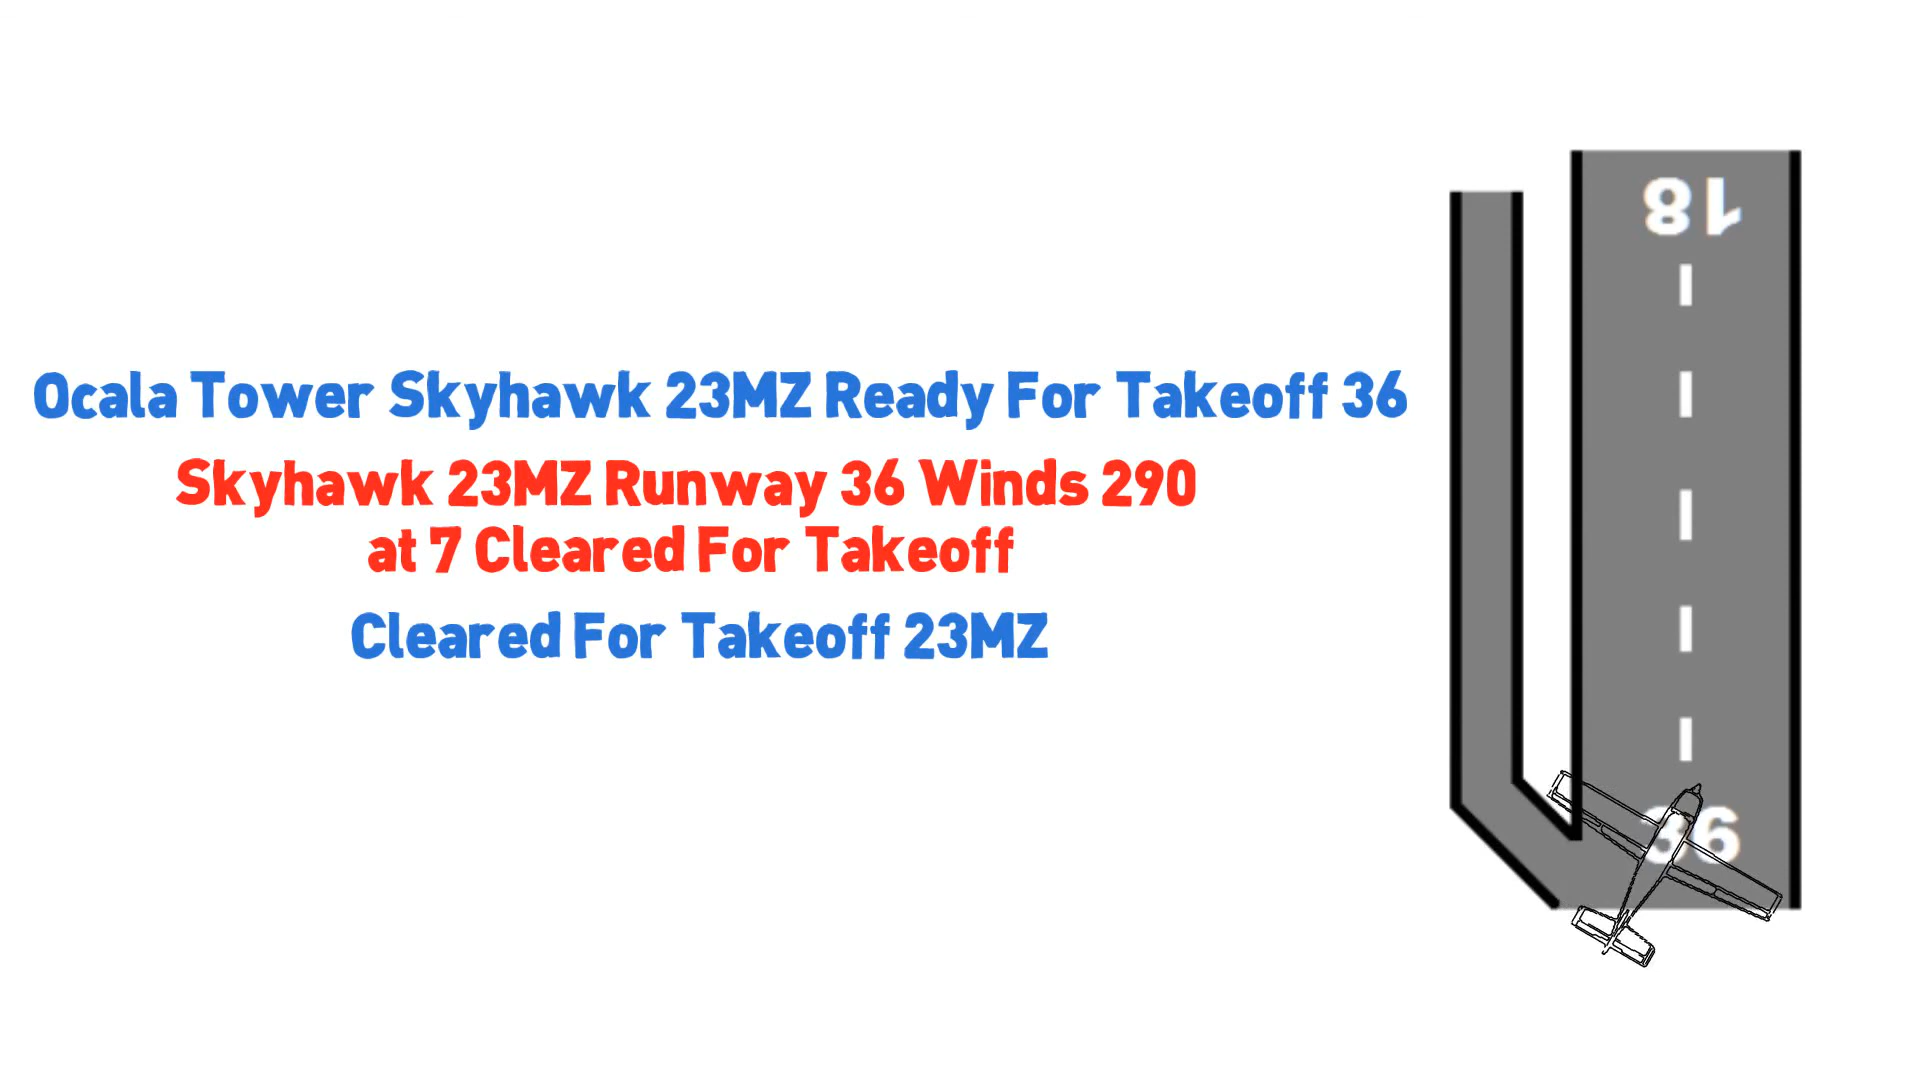 Ocala Tower Skyhawk 23MZ Ready For Takeoff 36
Skyhawk 23MZ Runway 36 Winds 290
at 7 Cleared For Takeoff
Cleared For Takeoff 23MZ
18
36